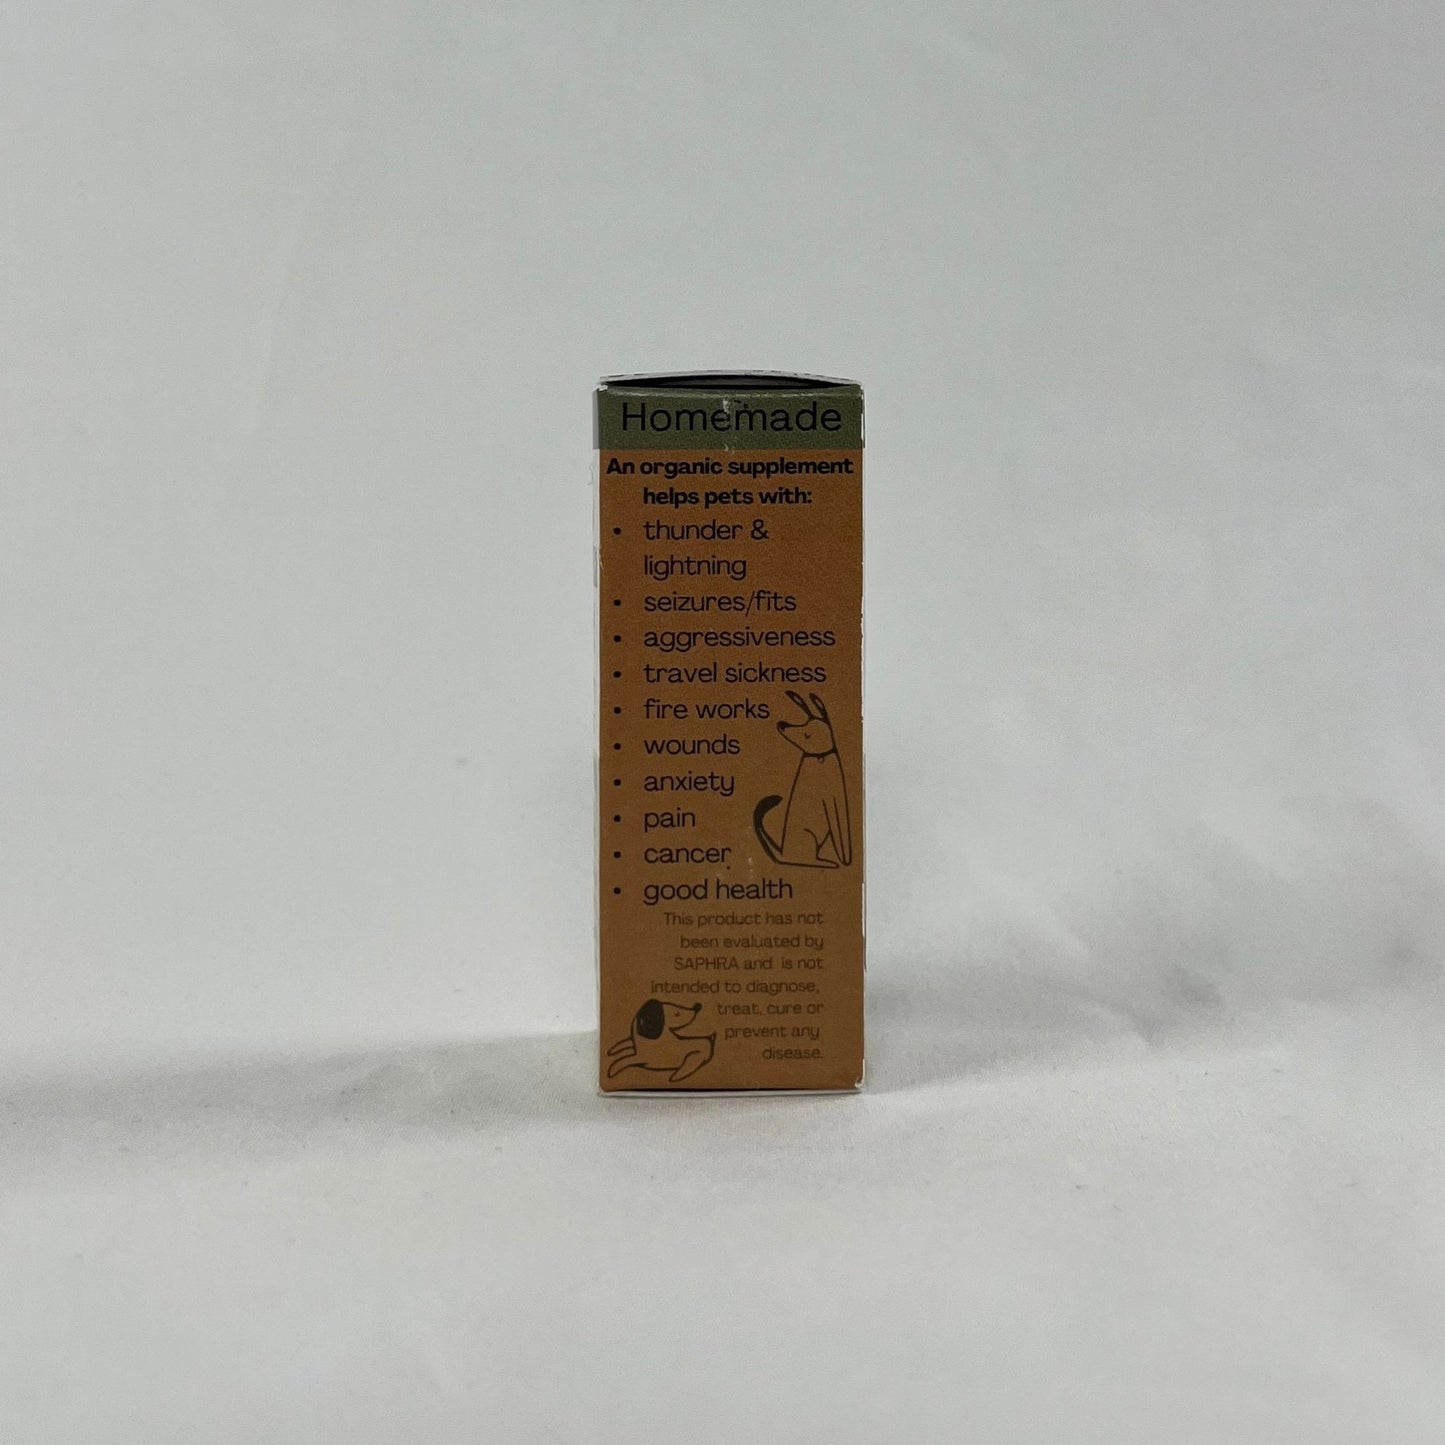 Homemade
An organic supplement
helps pets with:
• thunder &
lightning
• seizures/fits
• aggressiveness
• travel sickness
• fire works
• wounds
• anxiety
• pain
• cancer
• good health
This product has not
been evaluated by
SAPHRA and is not
intended to diagnose,
treat, cure or
prevent any
disease.